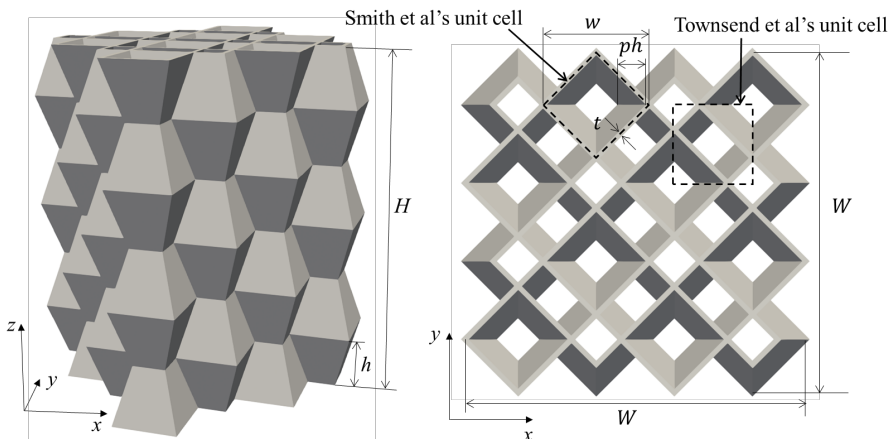 Smith et al’s unit cell
Townsend et al’s unit cell
w
ph
t
H
W
z
y
h
x
y
W
x